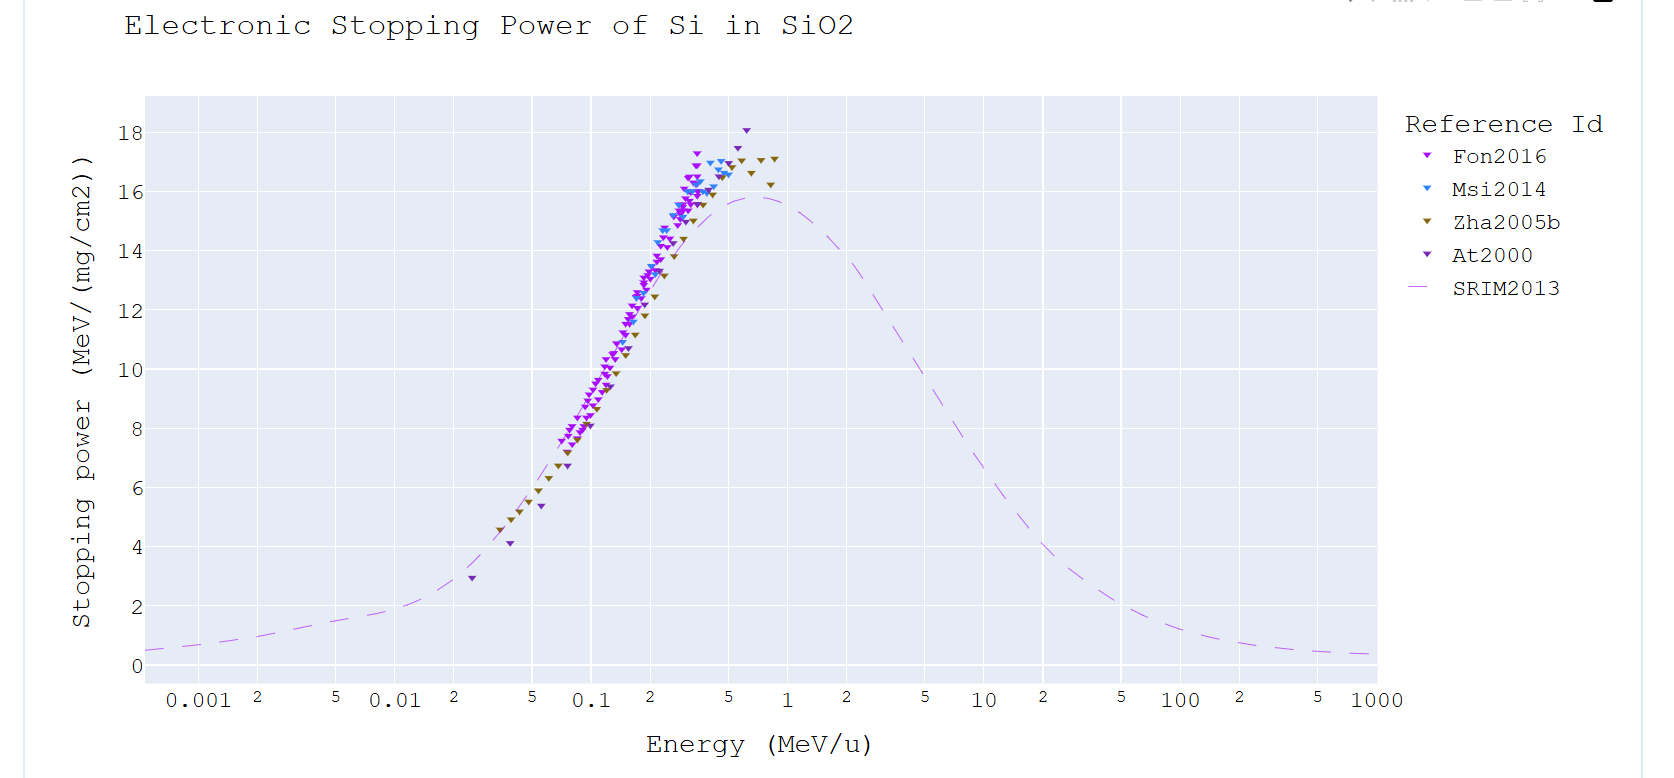 Electronic Stopping Power of Si in SiO2
Stopping power (MeV/(mg/cm2))
18
16
14
12
10
8
6
4
2
0
0.001 2 5 0.01 2 5 0.1 2 5 1 2 5 10 2 5 100 2 5 1000
Energy (MeV/u)
Reference Id
Fon2016
Msi2014
Zha2005b
At2000
SRIM2013